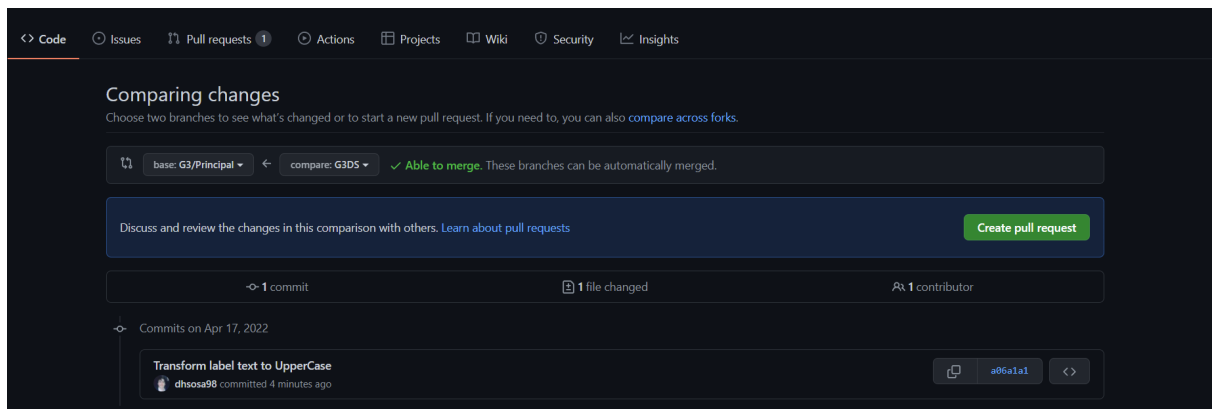 <> Code Issues Pull requests 1 Actions Projects Wiki Security Insights
Comparing changes
Choose two branches to see what's changed or to start a new pull request. If you need to, you can also compare across forks.
base: G3/Principal compare: G3DS ✓ Able to merge. These branches can be automatically merged.
Discuss and review the changes in this comparison with others. Learn about pull requests Create pull request
1 commit 1 file changed 1 contributor
Commits on Apr 17, 2022
Transform label text to UpperCase
dhsosa98 committed 4 minutes ago a06a1a1 <>